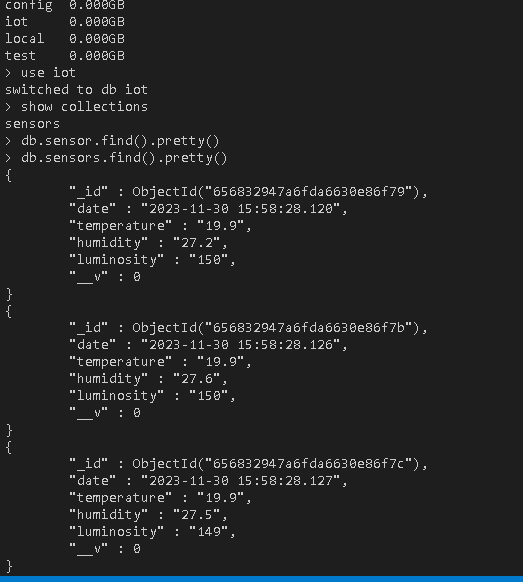 config  0.000GB
iot     0.000GB
local   0.000GB
test    0.000GB
> use iot
switched to db iot
> show collections
sensors
> db.sensor.find().pretty()
> db.sensors.find().pretty()
{
        "_id" : ObjectId("656832947a6fda6630e86f79"),
        "date" : "2023-11-30 15:58:28.120",
        "temperature" : "19.9",
        "humidity" : "27.2",
        "luminosity" : "150",
        "__v" : 0
}
{
        "_id" : ObjectId("656832947a6fda6630e86f7b"),
        "date" : "2023-11-30 15:58:28.126",
        "temperature" : "19.9",
        "humidity" : "27.6",
        "luminosity" : "150",
        "__v" : 0
}
{
        "_id" : ObjectId("656832947a6fda6630e86f7c"),
        "date" : "2023-11-30 15:58:28.127",
        "temperature" : "19.9",
        "humidity" : "27.5",
        "luminosity" : "149",
        "__v" : 0
}